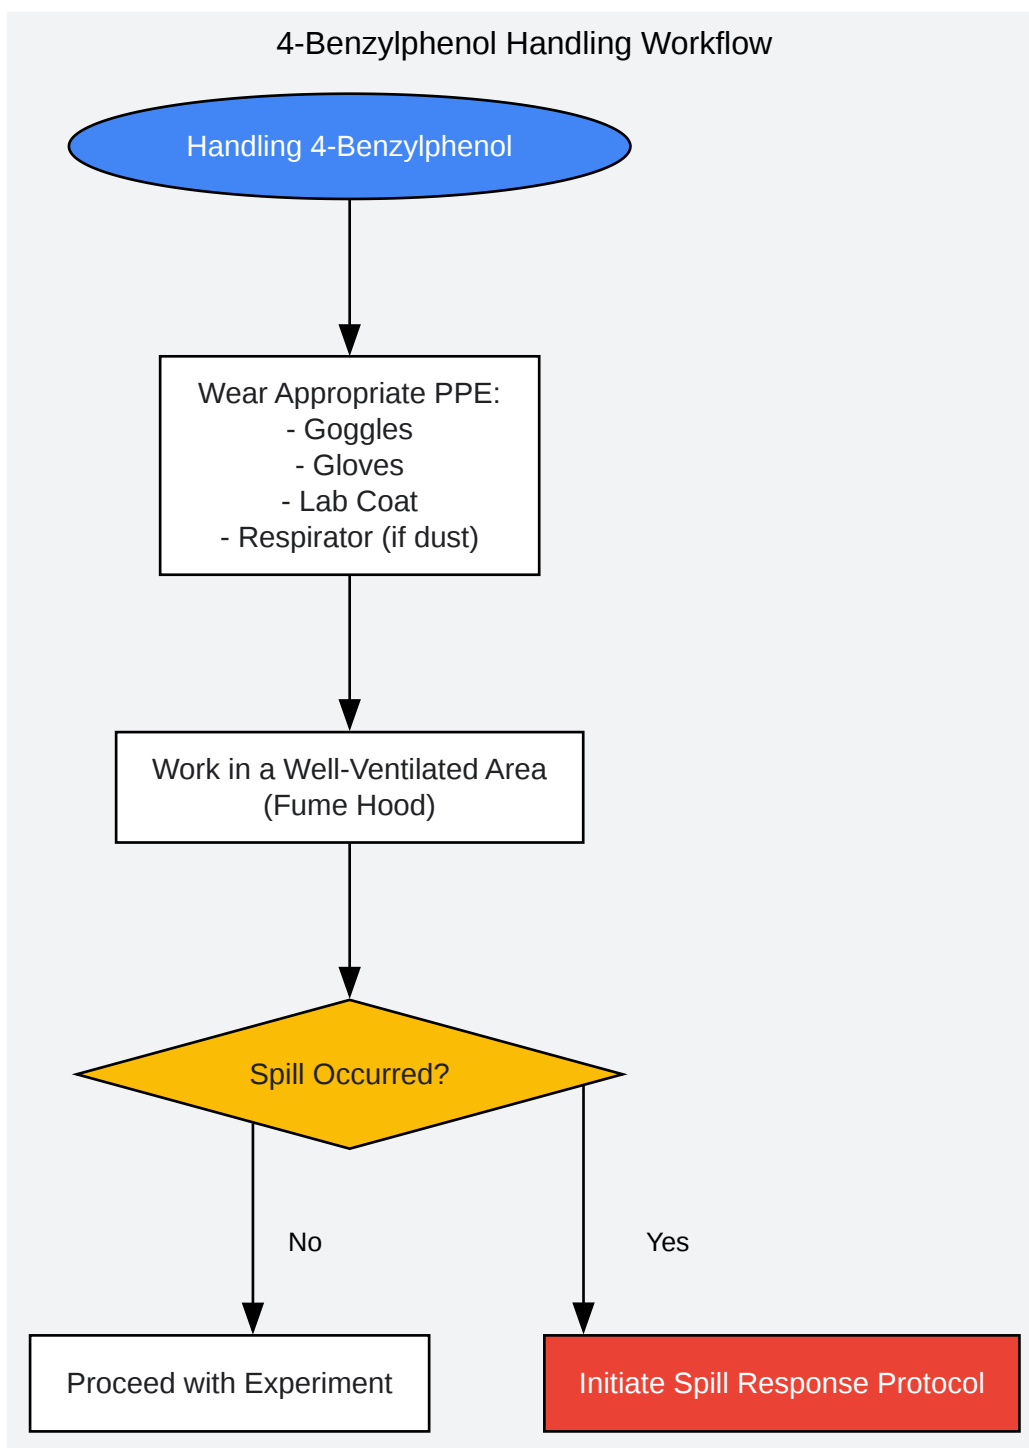 4-Benzylphenol Handling Workflow
Handling 4-Benzylphenol
Wear Appropriate PPE:
- Goggles
- Gloves
- Lab Coat
- Respirator (if dust)
Work in a Well-Ventilated Area
(Fume Hood)
Spill Occurred?
No
Yes
Proceed with Experiment
Initiate Spill Response Protocol